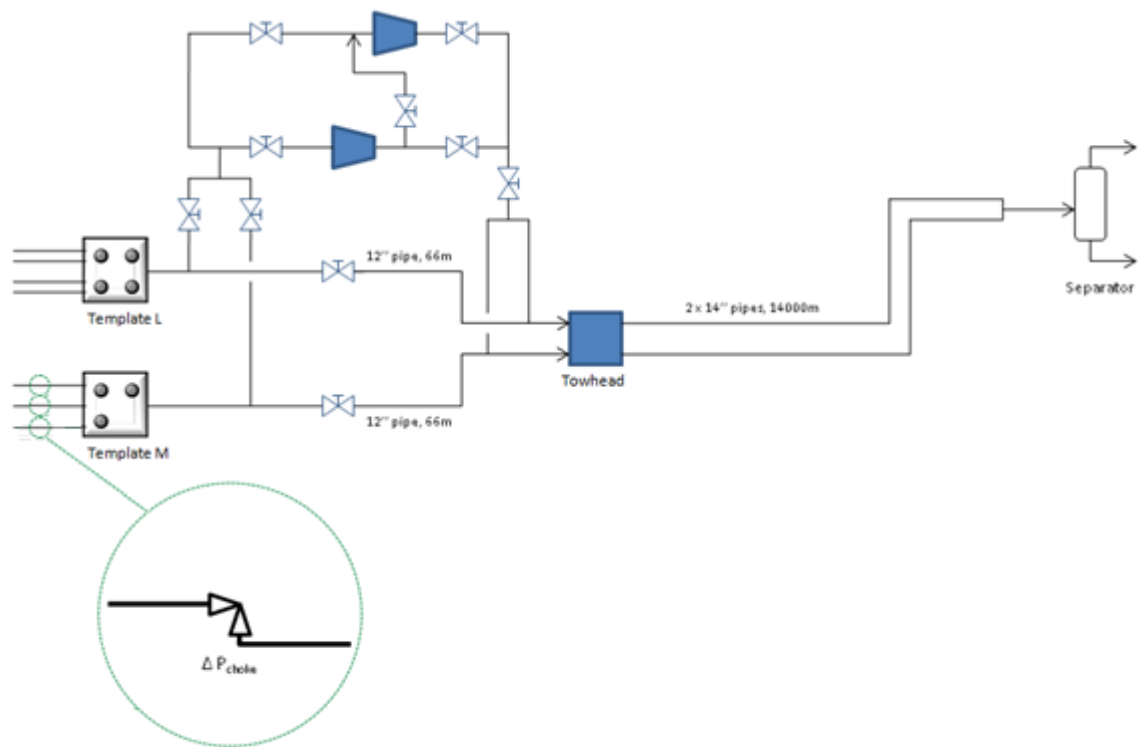 12'' pipe, 66m
Template L
2 x 14'' pipes, 14000m
Separator
Towhead
12'' pipe, 66m
Template M
Δ Pchoke